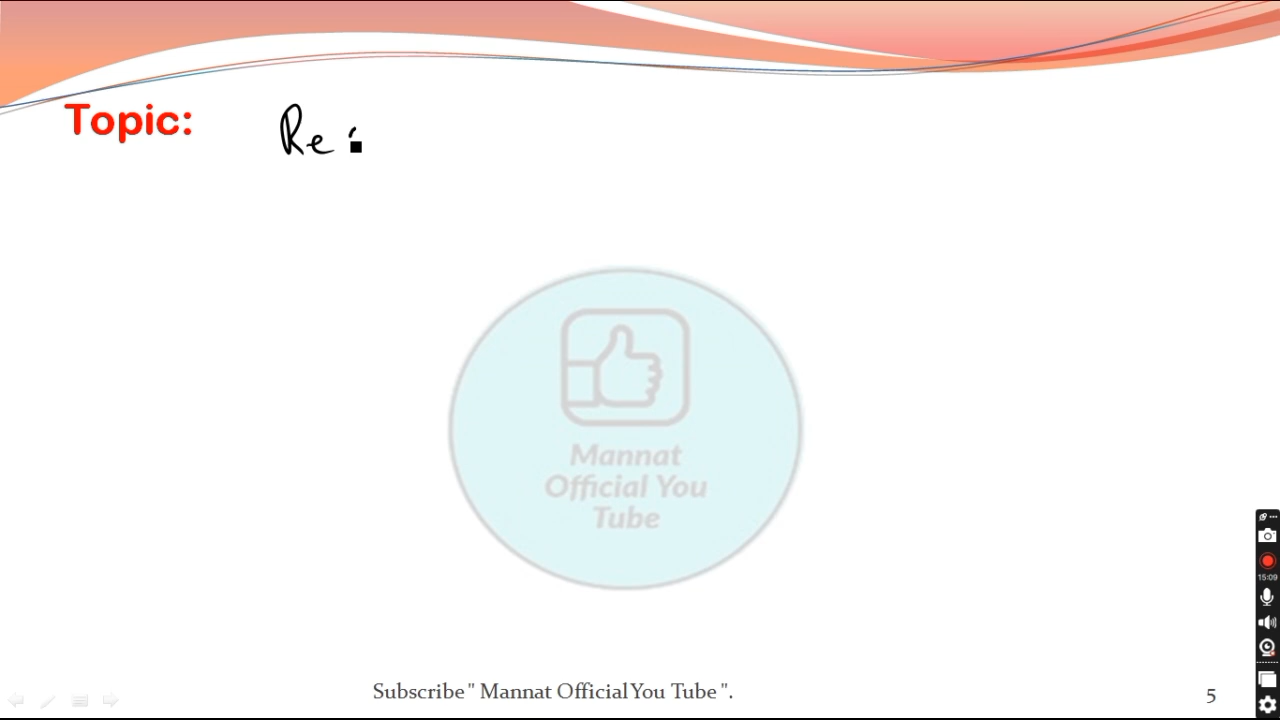 Topic: Re
Mannat
Official You
Tube
15:09
Subscribe " Mannat Official You Tube ".
5